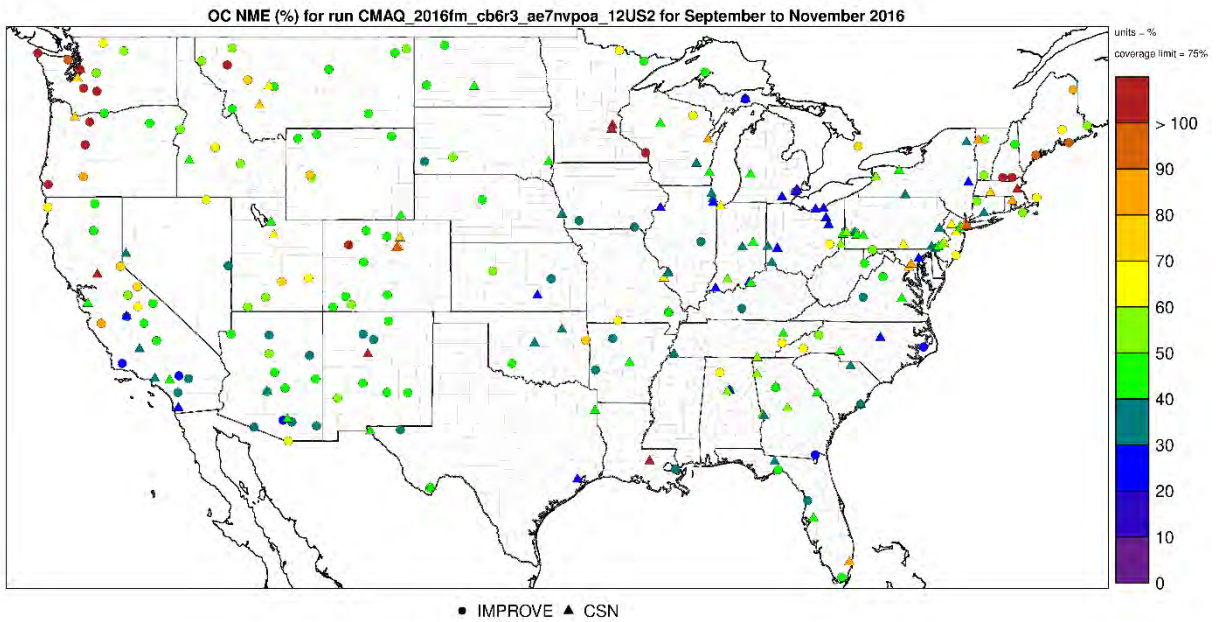 OC NME (%) for run CMAQ_2016fm_cb6r3_ae7nvpoa_12US2 for September to November 2016
units = %
coverage limit = 75%
> 100
90
80
70
60
50
40
30
20
10
0
● IMPROVE ▲ CSN